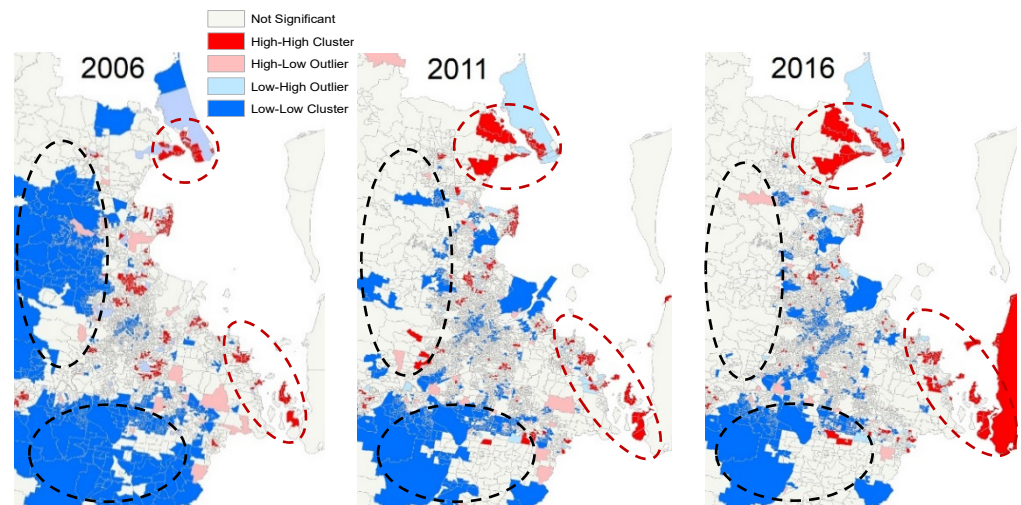 Not Significant
High-High Cluster
High-Low Outlier
Low-High Outlier
Low-Low Cluster
2006
2011
2016